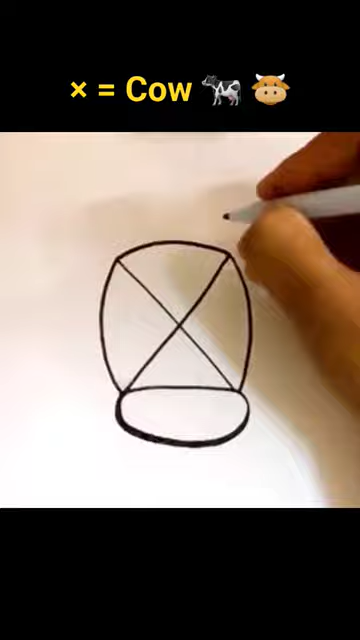 × = Cow 🐄 🐮